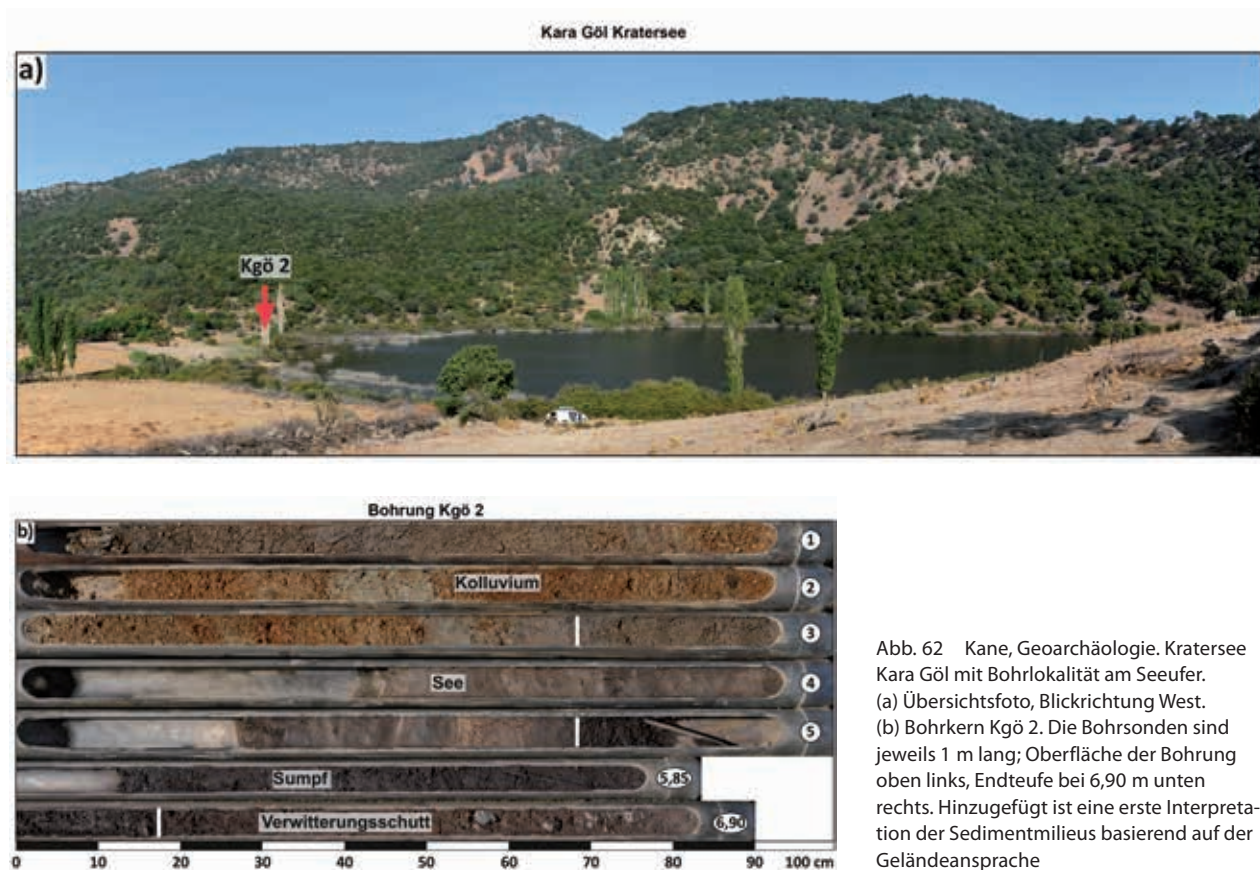 Kara Göl Kratersee
a)
Kgö 2
Bohrung Kgö 2
b)
1
Kolluvium
2
3
See
4
5
Sumpf
5,85
Verwitterungsschutt
6,90
0 10 20 30 40 50 60 70 80 90 100 cm
Abb. 62 Kane, Geoarchäologie. Kratersee
Kara Göl mit Bohrlokalität am Seeufer.
(a) Übersichtsfoto, Blickrichtung West.
(b) Bohrkern Kgö 2. Die Bohrsonden sind
jeweils 1 m lang; Oberfläche der Bohrung
oben links, Endteufe bei 6,90 m unten
rechts. Hinzugefügt ist eine erste Interpreta-
tion der Sedimentmilieus basierend auf der
Geländeansprache